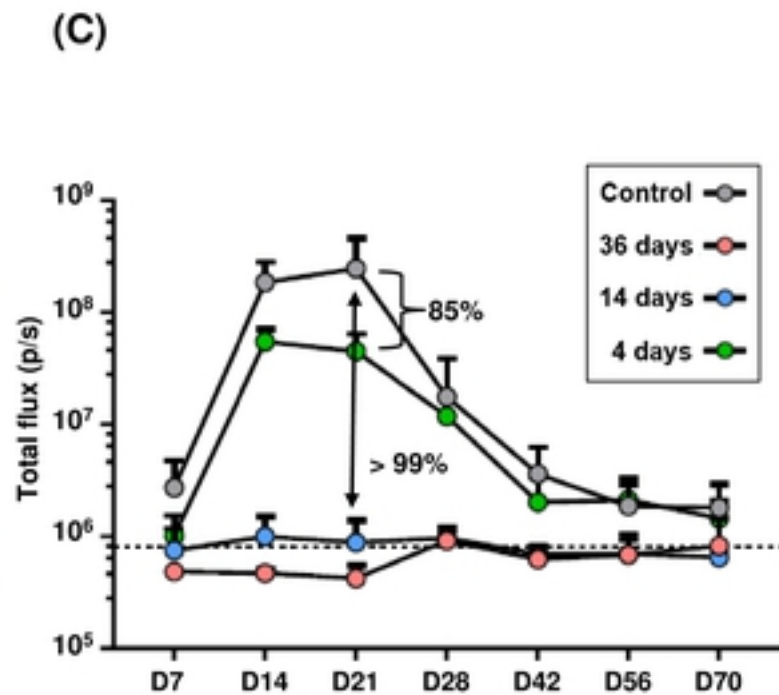 (C)
Control
36 days
14 days
4 days
Total flux (p/s)
10⁹
10⁸
10⁷
10⁶
10⁵
85%
> 99%
D7 D14 D21 D28 D42 D56 D70